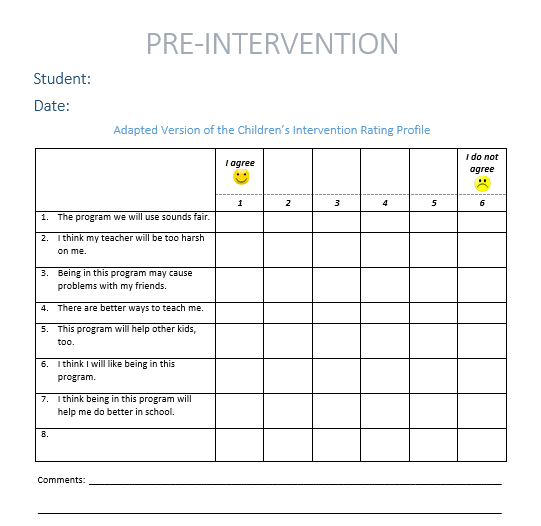 PRE-INTERVENTION
Student:
Date:
Adapted Version of the Children's Intervention Rating Profile
I agree
I do not
agree
1 2 3 4 5 6
1. The program we will use sounds fair.
2. I think my teacher will be too harsh
on me.
3. Being in this program may cause
problems with my friends.
4. There are better ways to teach me.
5. This program will help other kids,
too.
6. I think I will like being in this
program.
7. I think being in this program will
help me do better in school.
8.
Comments: